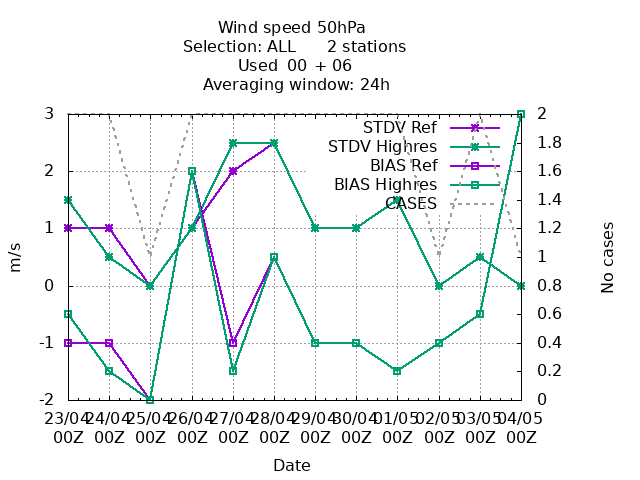 Wind speed 50hPa
Selection: ALL 2 stations
Used 00 + 06
Averaging window: 24h
3 2
STDV Ref 1.8
STDV Highres
2 BIAS Ref 1.6
BIAS Highres 1.4
CASES
1 1.2
m/s 1 No cases
0 0.8
0.6
-1 0.4
0.2
-2 0
23/04 24/04 25/04 26/04 27/04 28/04 29/04 30/04 01/05 02/05 03/05 04/05
00Z 00Z 00Z 00Z 00Z 00Z 00Z 00Z 00Z 00Z 00Z 00Z
Date